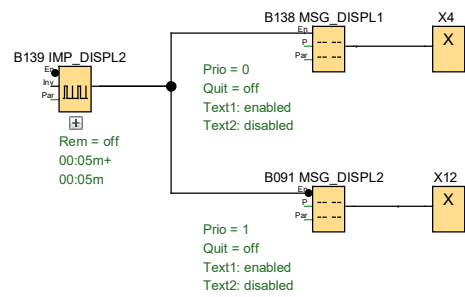 B138 MSG_DISPL1
X4
En
P
Par
X
B139 IMP_DISPL2
En
Inv
Par
Prio = 0
Quit = off
Text1: enabled
Text2: disabled
Rem = off
00:05m+
00:05m
B091 MSG_DISPL2
X12
En
P
Par
X
Prio = 1
Quit = off
Text1: enabled
Text2: disabled